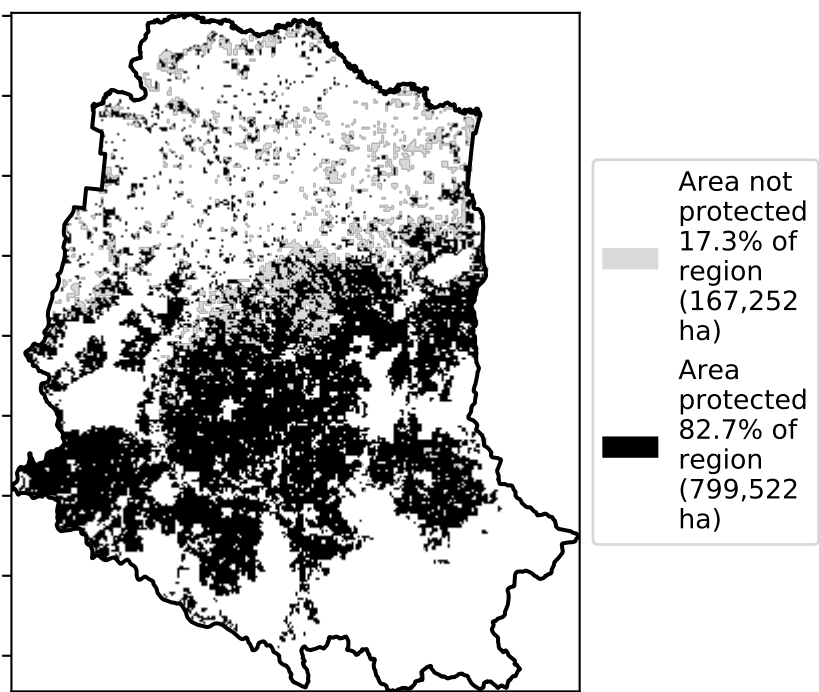 Area not
protected
17.3% of
region
(167,252
ha)
Area
protected
82.7% of
region
(799,522
ha)